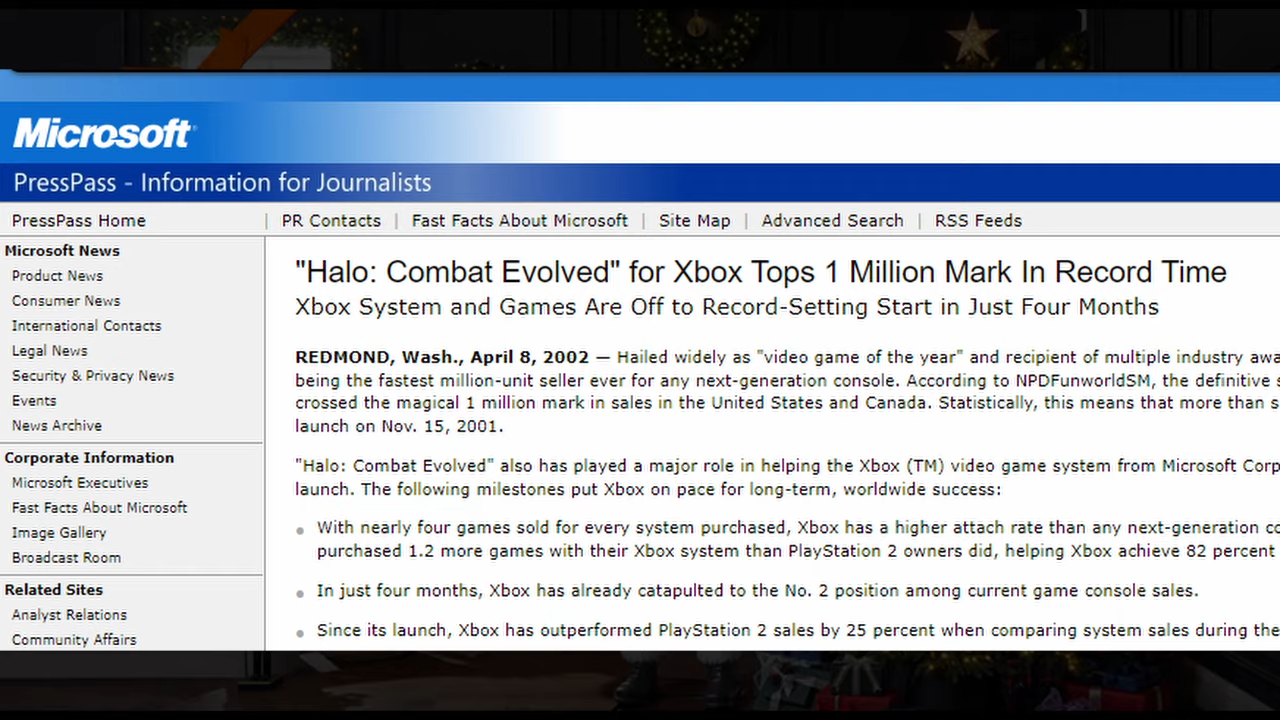 Microsoft
PressPass - Information for Journalists
PressPass Home | PR Contacts | Fast Facts About Microsoft | Site Map | Advanced Search | RSS Feeds
Microsoft News
Product News
Consumer News
International Contacts
Legal News
Security & Privacy News
Events
News Archive
Corporate Information
Microsoft Executives
Fast Facts About Microsoft
Image Gallery
Broadcast Room
Related Sites
Analyst Relations
Community Affairs
"Halo: Combat Evolved" for Xbox Tops 1 Million Mark In Record Time
Xbox System and Games Are Off to Record-Setting Start in Just Four Months
REDMOND, Wash., April 8, 2002 — Hailed widely as "video game of the year" and recipient of multiple industry
being the fastest million-unit seller ever for any next-generation console. According to NPDFunworldSM, the definitive
crossed the magical 1 million mark in sales in the United States and Canada. Statistically, this means that more than
launch on Nov. 15, 2001.
"Halo: Combat Evolved" also has played a major role in helping the Xbox (TM) video game system from Microsoft Corp
launch. The following milestones put Xbox on pace for long-term, worldwide success:
With nearly four games sold for every system purchased, Xbox has a higher attach rate than any next-generation
purchased 1.2 more games with their Xbox system than PlayStation 2 owners did, helping Xbox achieve 82 percent
In just four months, Xbox has already catapulted to the No. 2 position among current game console sales.
Since its launch, Xbox has outperformed PlayStation 2 sales by 25 percent when comparing system sales during the